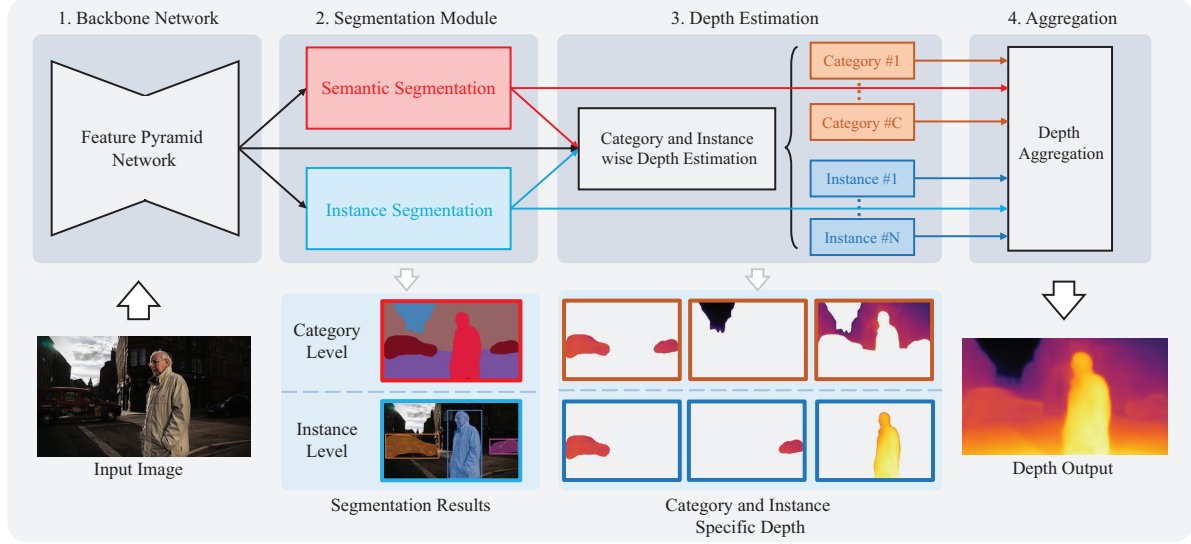 1. Backbone Network
2. Segmentation Module
3. Depth Estimation
4. Aggregation
Feature Pyramid
Network
Semantic Segmentation
Instance Segmentation
Category and Instance
wise Depth Estimation
Category #1
Category #C
Instance #1
Instance #N
Depth
Aggregation
Input Image
Category
Level
Instance
Level
Segmentation Results
Category and Instance
Specific Depth
Depth Output